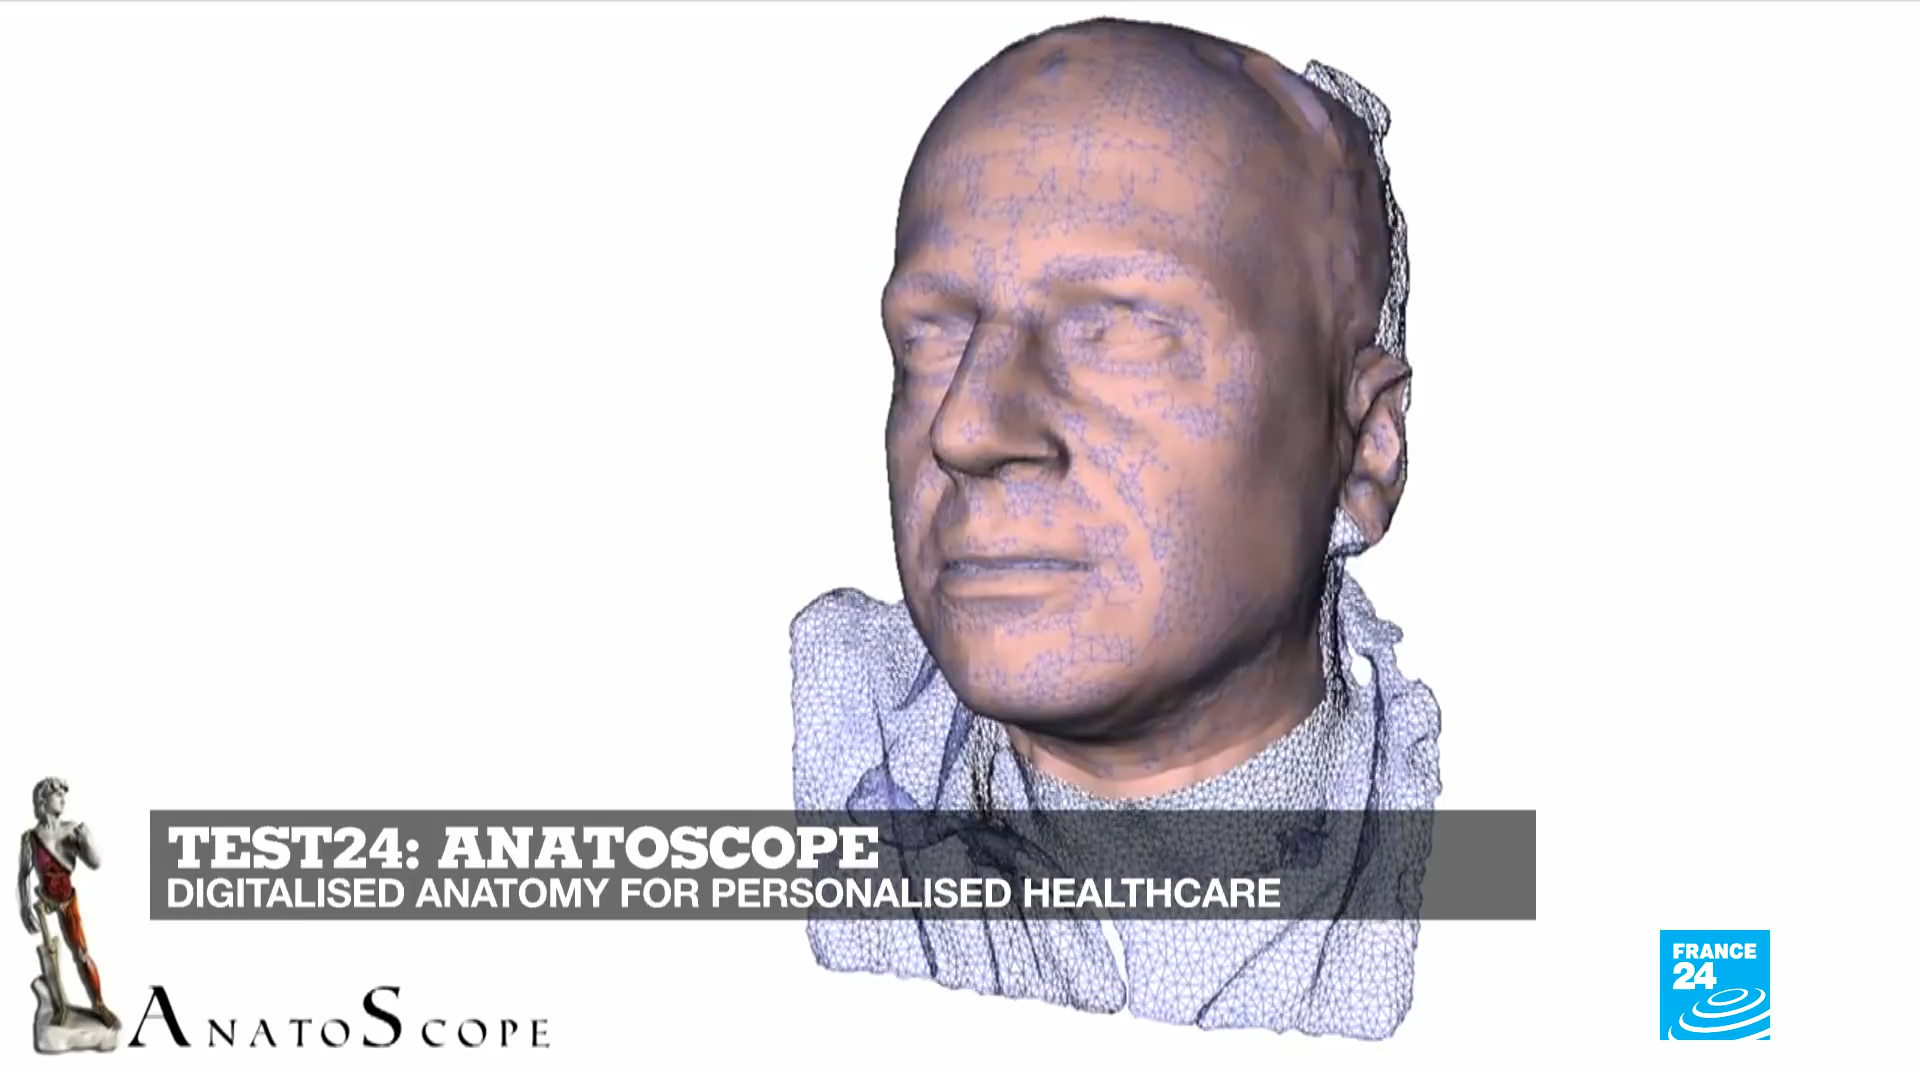 TEST24: ANATOSCOPE
DIGITALISED ANATOMY FOR PERSONALISED HEALTHCARE
ANATOSCOPE
FRANCE
24